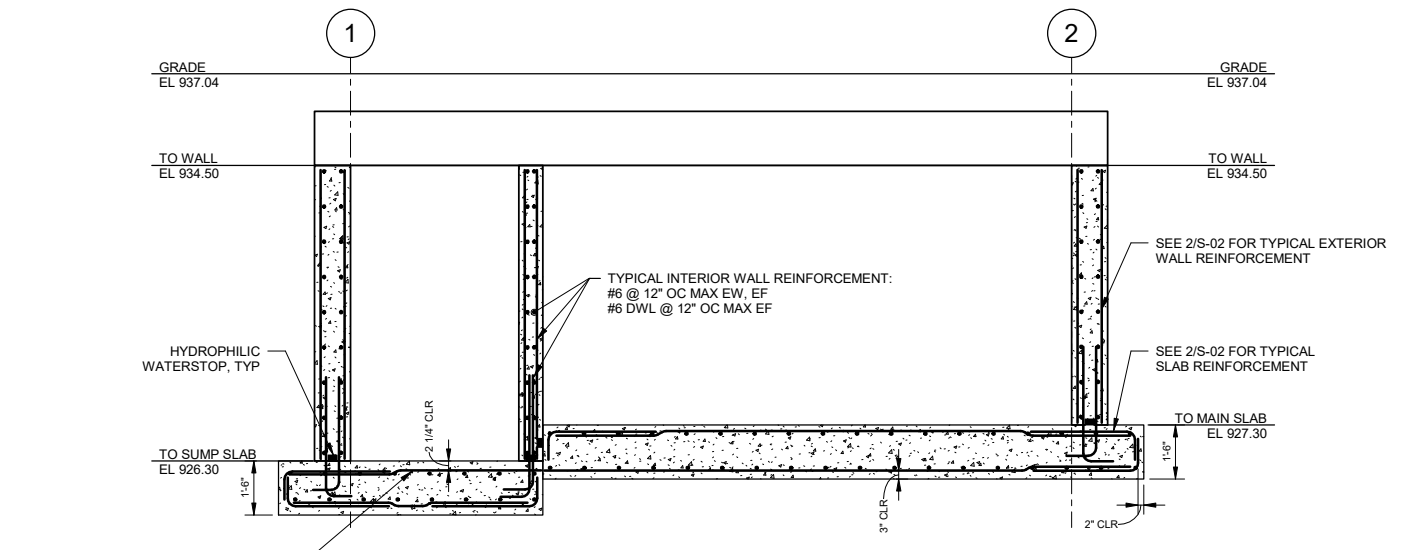 1
2
GRADE
EL 937.04
GRADE
EL 937.04
TO WALL
EL 934.50
TO WALL
EL 934.50
SEE 2/S-02 FOR TYPICAL EXTERIOR
WALL REINFORCEMENT
TYPICAL INTERIOR WALL REINFORCEMENT:
#6 @ 12" OC MAX EW, EF
#6 DWL @ 12" OC MAX EF
HYDROPHILIC
WATERSTOP, TYP
SEE 2/S-02 FOR TYPICAL
SLAB REINFORCEMENT
2 1/4" CLR
TO MAIN SLAB
EL 927.30
TO SUMP SLAB
EL 926.30
1'-6"
1'-6"
3" CLR
2" CLR